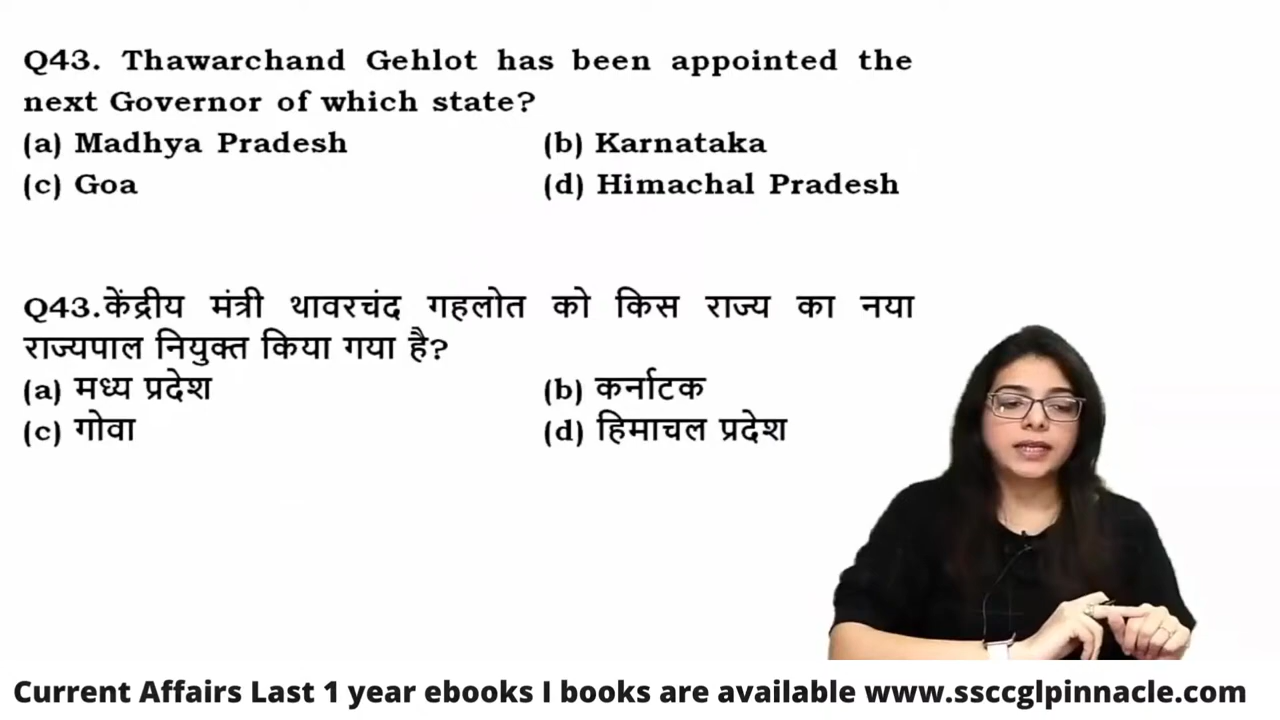 Q43. Thawarchand Gehlot has been appointed the
next Governor of which state?
(a) Madhya Pradesh (b) Karnataka
(c) Goa (d) Himachal Pradesh
Q43.केंद्रीय मंत्री थावरचंद गहलोत को किस राज्य का नया
राज्यपाल नियुक्त किया गया है?
(a) मध्य प्रदेश (b) कर्नाटक
(c) गोवा (d) हिमाचल प्रदेश
Current Affairs Last 1 year ebooks I books are available www.ssccglpinnacle.com